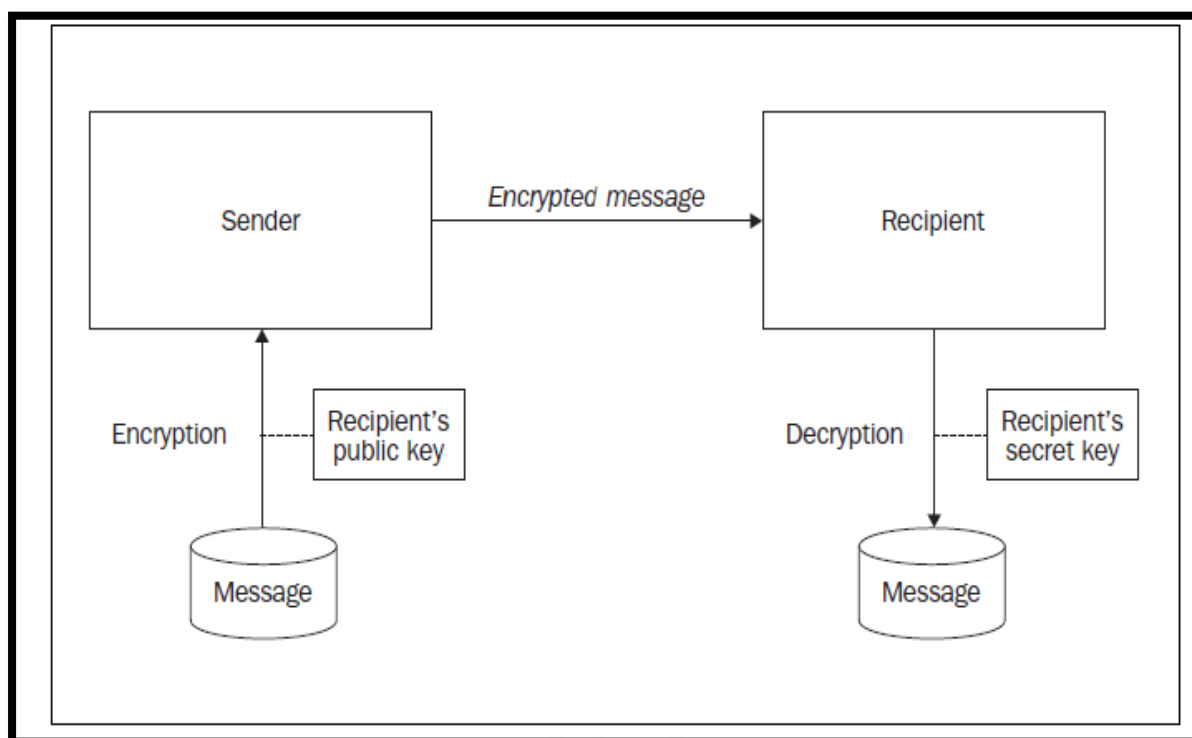 Sender
Encrypted message
Recipient
Encryption
Recipient's
public key
Decryption
Recipient's
secret key
Message
Message